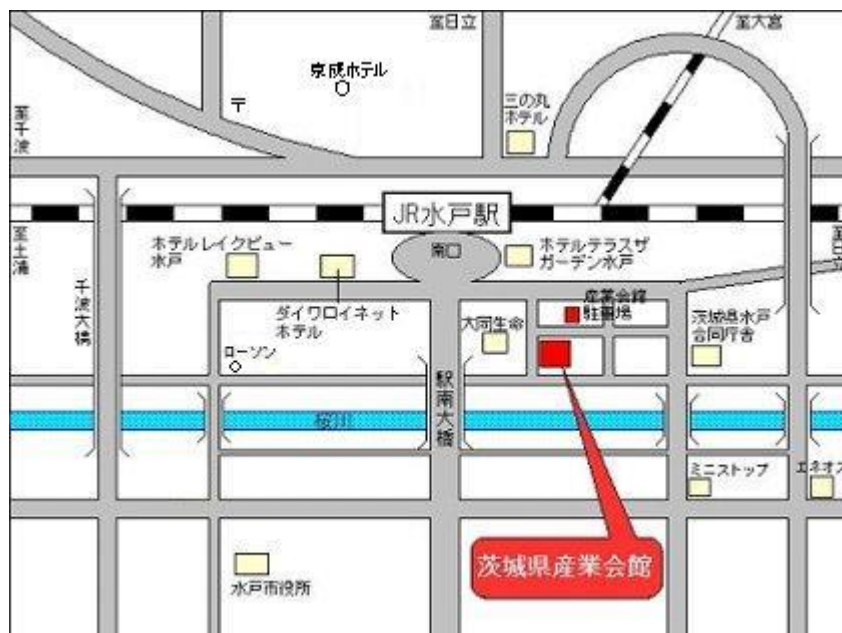 至日立
至大宮
京成ホテル
〒
三の丸
ホテル
至千波
JR水戸駅
至土浦
ホテルレイクビュー
水戸
南口
ホテルテラスザ
ガーデン水戸
至日立
千波大橋
ダイワロイネット
ホテル
産業会館
駐車場
大同生命
茨城県水戸
合同庁舎
ローソン
駅南大橋
桜川
ミニストップ
エネオス
茨城県産業会館
水戸市役所